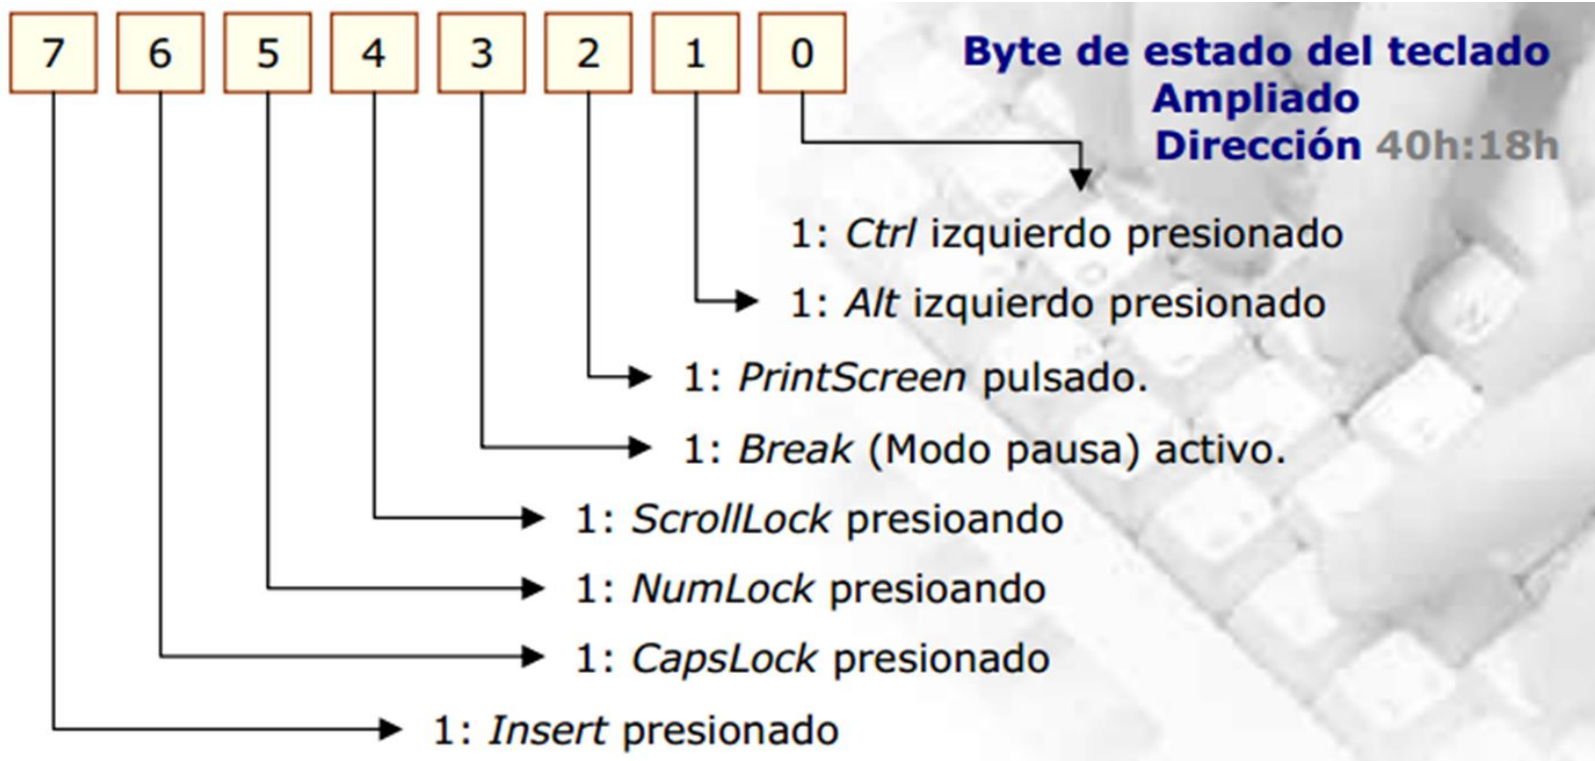 7 6 5 4 3 2 1 0
Byte de estado del teclado
Ampliado
Dirección 40h:18h
1: Ctrl izquierdo presionado
1: Alt izquierdo presionado
1: PrintScreen pulsado.
1: Break (Modo pausa) activo.
1: ScrollLock presioando
1: NumLock presioando
1: CapsLock presionado
1: Insert presionado